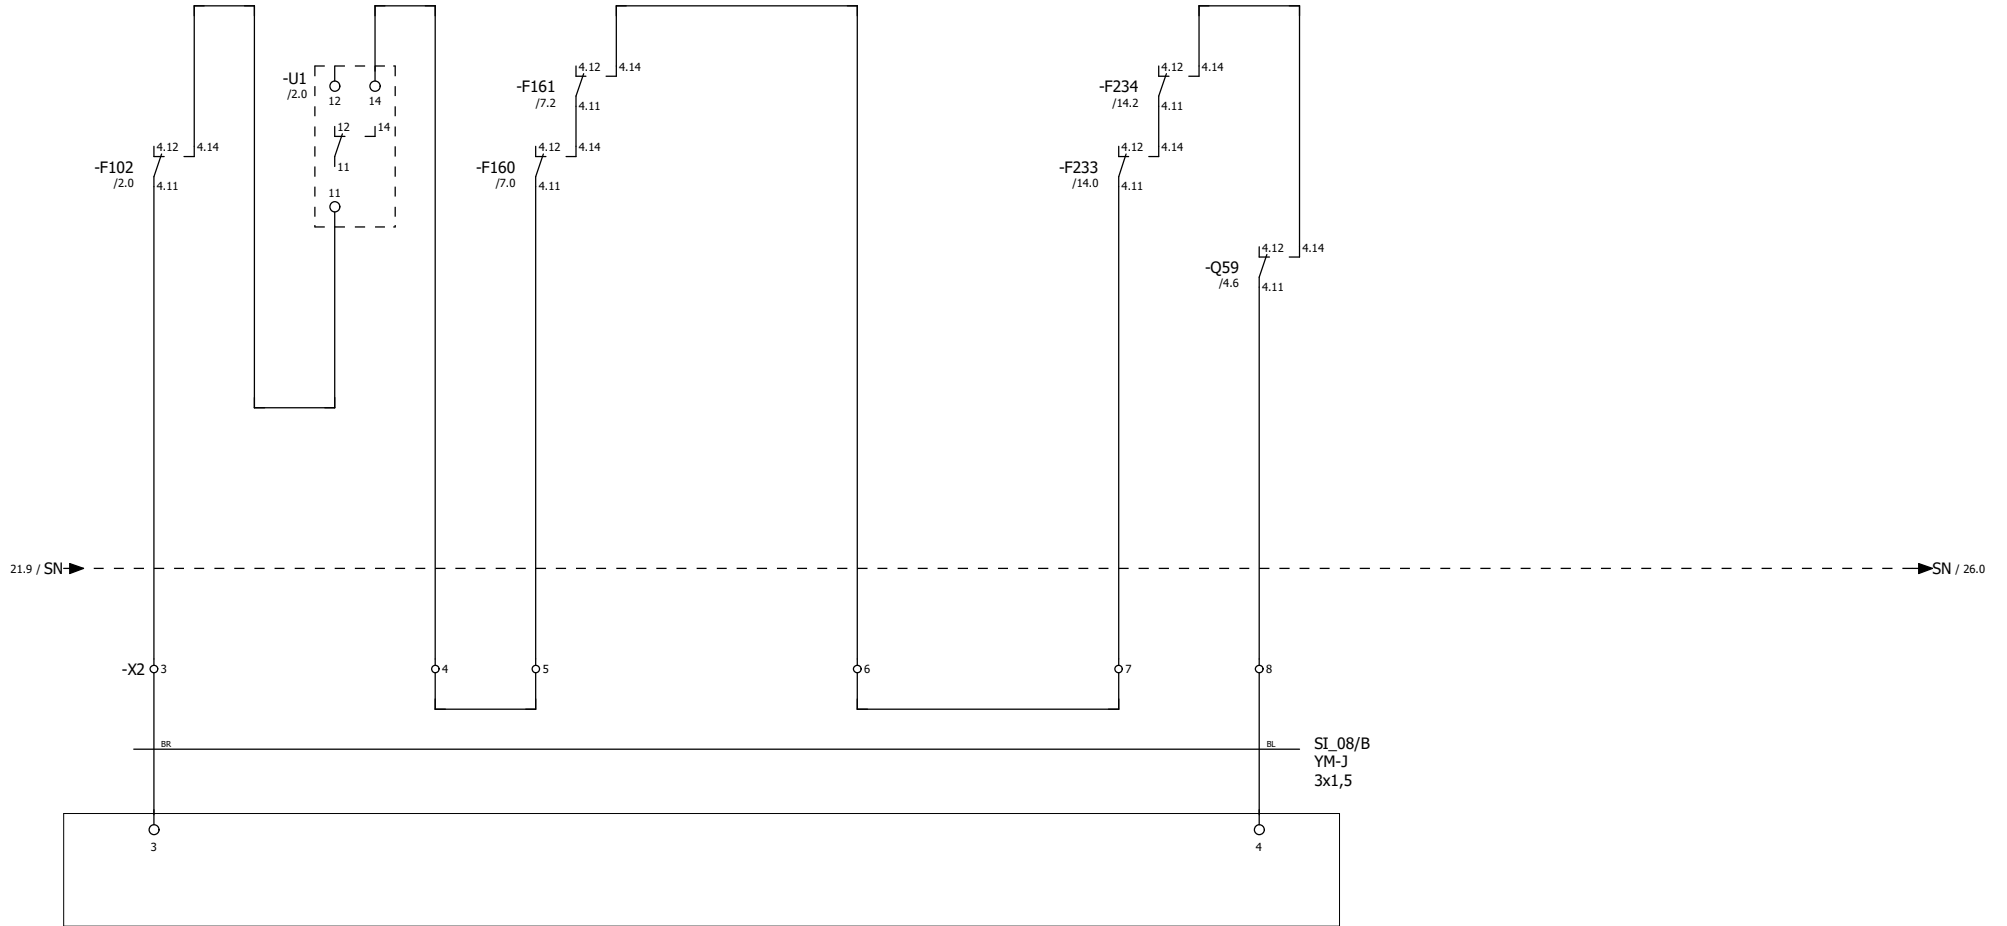 -U1
/2.0
12
14
12
14
11
11
-F102
/2.0
4.12
4.14
4.11
-F161
/7.2
4.12
4.14
4.11
-F160
/7.0
4.12
4.14
4.11
-F234
/14.2
4.12
4.14
4.11
-F233
/14.0
4.12
4.14
4.11
-Q59
/4.6
4.12
4.14
4.11
21.9 / SN
SN / 26.0
-X2
3
4
5
6
7
8
BR
BL
SI_08/B
YM-J
3x1,5
3
4